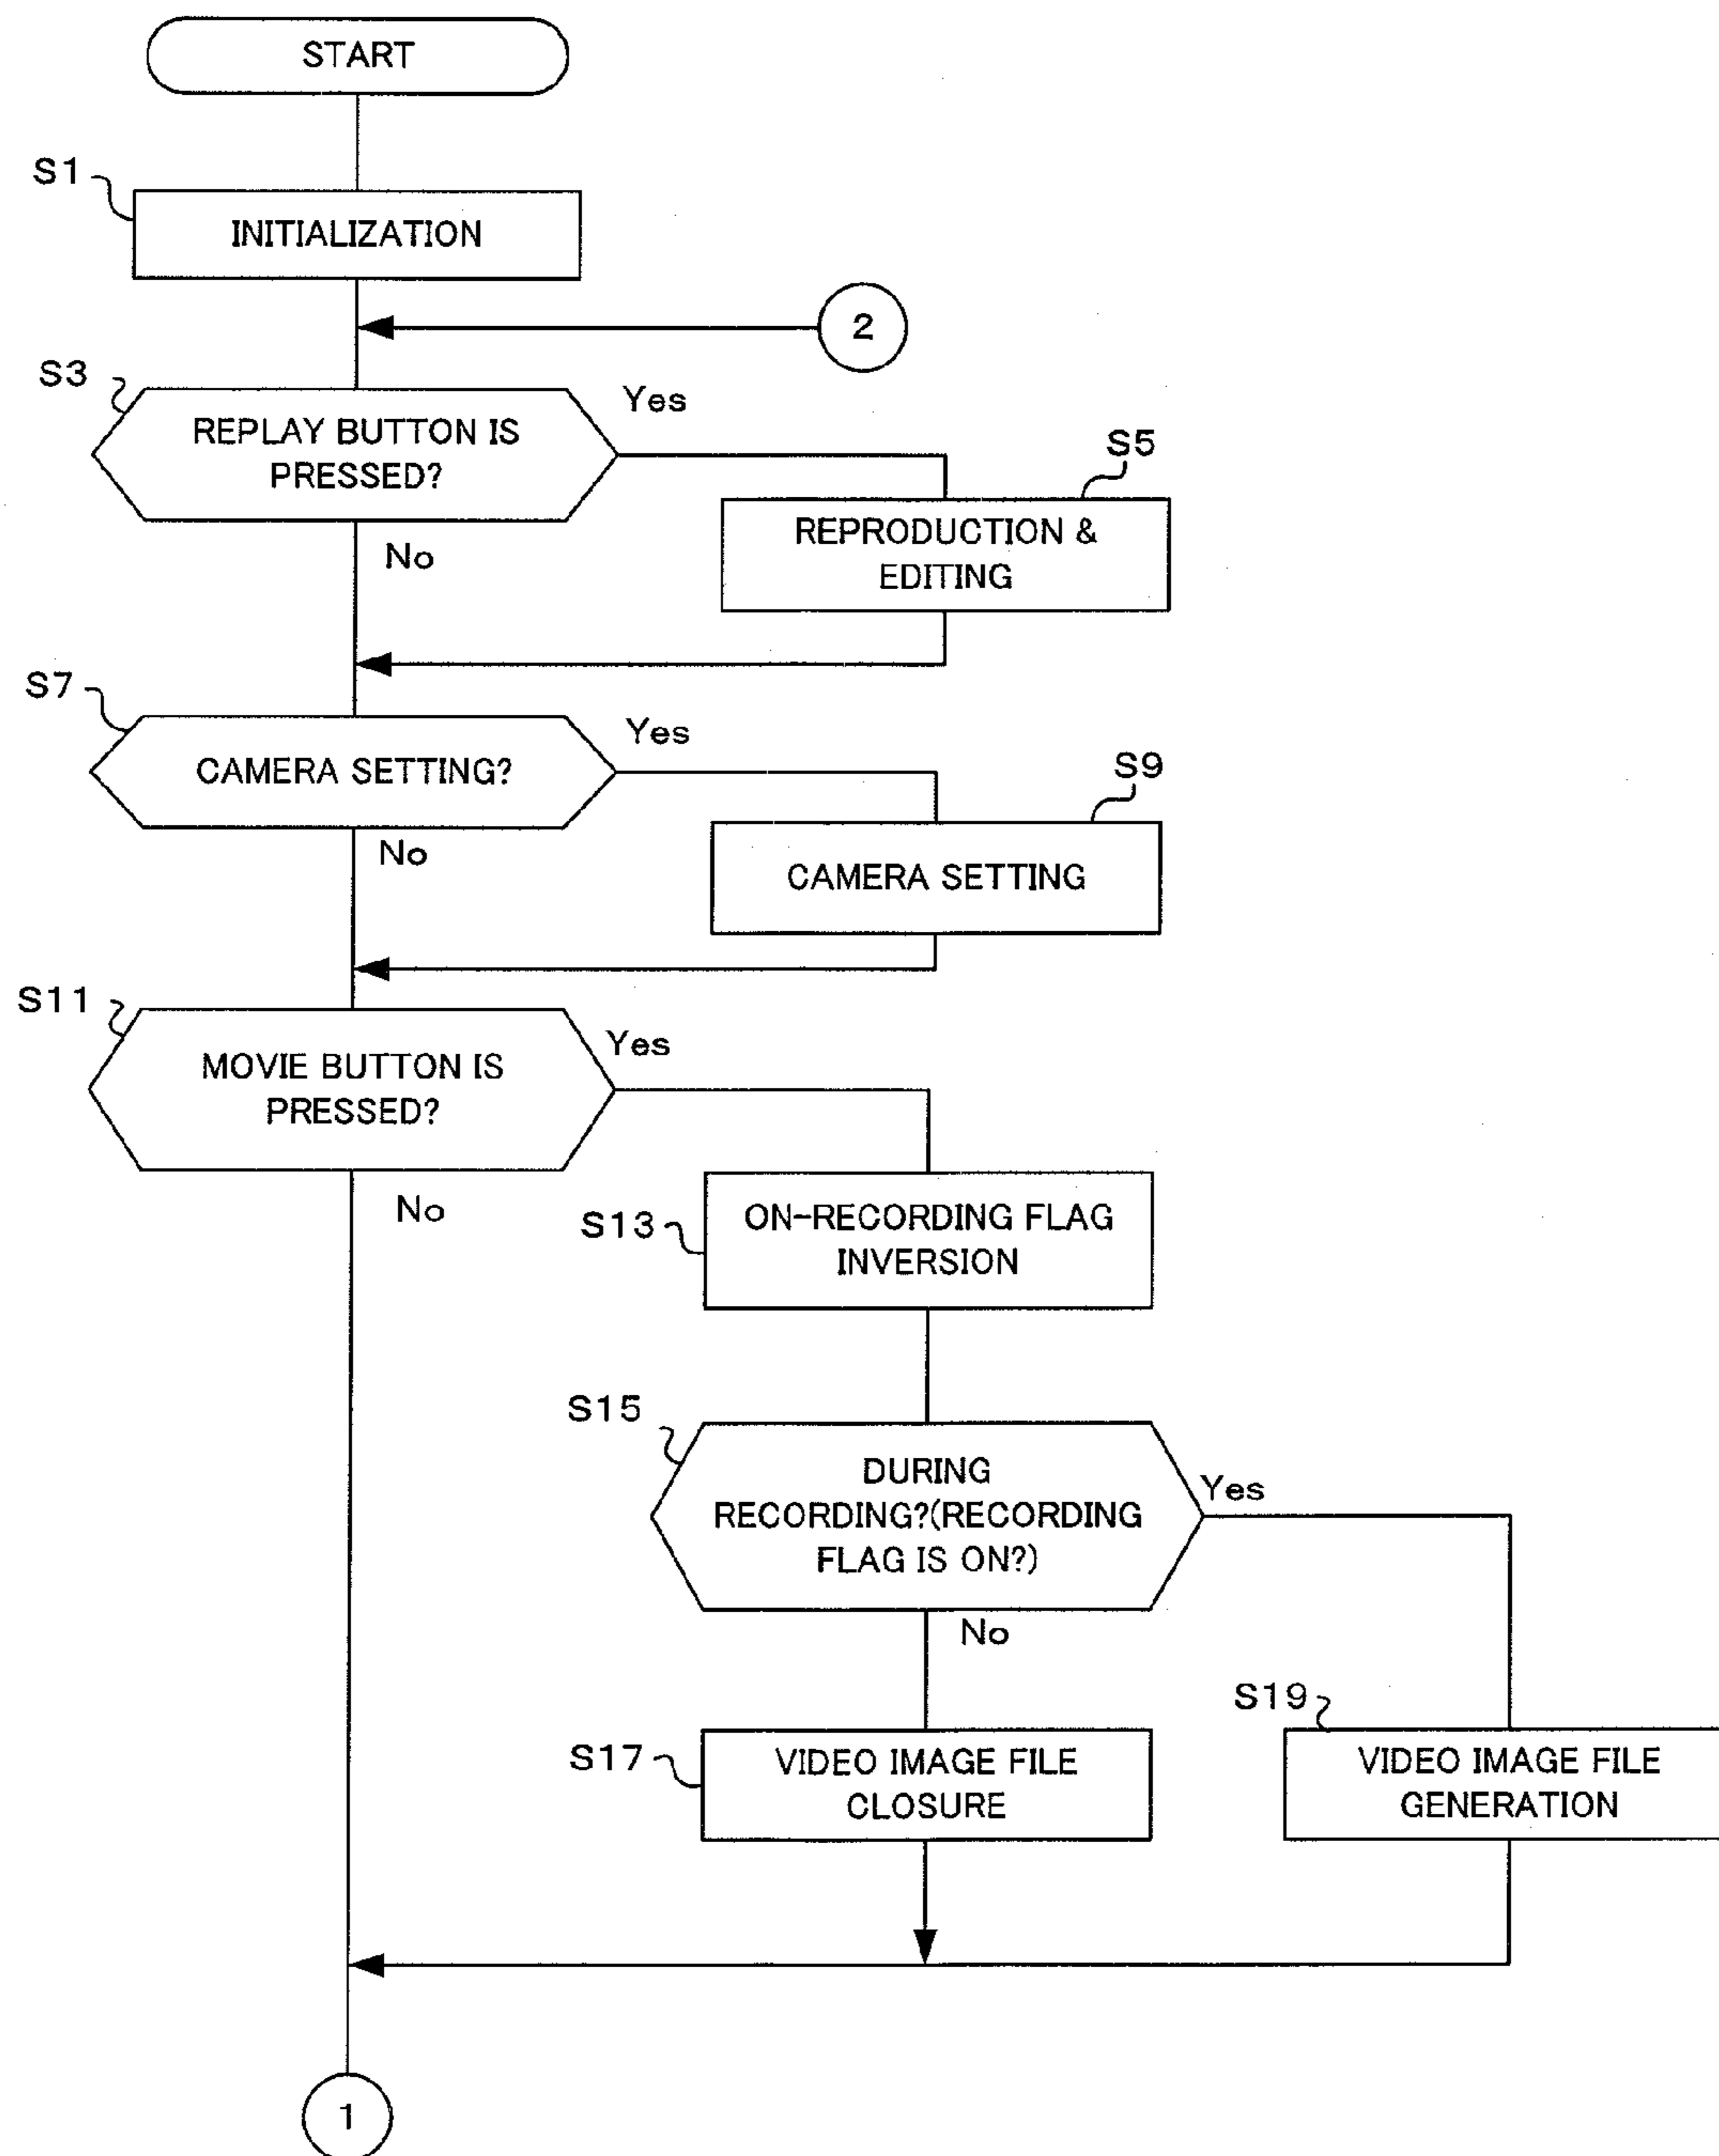 START
S1
INITIALIZATION
2
S3
REPLAY BUTTON IS
PRESSED?
Yes
No
S5
REPRODUCTION &
EDITING
S7
CAMERA SETTING?
Yes
No
S9
CAMERA SETTING
S11
MOVIE BUTTON IS
PRESSED?
Yes
No
S13
ON-RECORDING FLAG
INVERSION
S15
DURING
RECORDING?(RECORDING
FLAG IS ON?)
Yes
No
S17
VIDEO IMAGE FILE
CLOSURE
S19
VIDEO IMAGE FILE
GENERATION
1